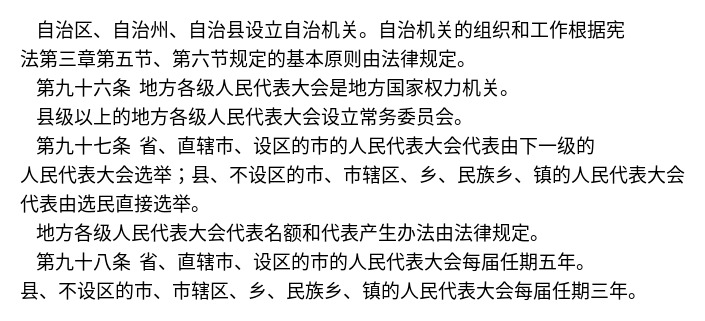 自治区、自治州、自治县设立自治机关。自治机关的组织和工作根据宪
法第三章第五节、第六节规定的基本原则由法律规定。
第九十六条 地方各级人民代表大会是地方国家权力机关。
县级以上的地方各级人民代表大会设立常务委员会。
第九十七条 省、直辖市、设区的市的人民代表大会代表由下一级的
人民代表大会选举；县、不设区的市、市辖区、乡、民族乡、镇的人民代表大会
代表由选民直接选举。
地方各级人民代表大会代表名额和代表产生办法由法律规定。
第九十八条 省、直辖市、设区的市的人民代表大会每届任期五年。
县、不设区的市、市辖区、乡、民族乡、镇的人民代表大会每届任期三年。